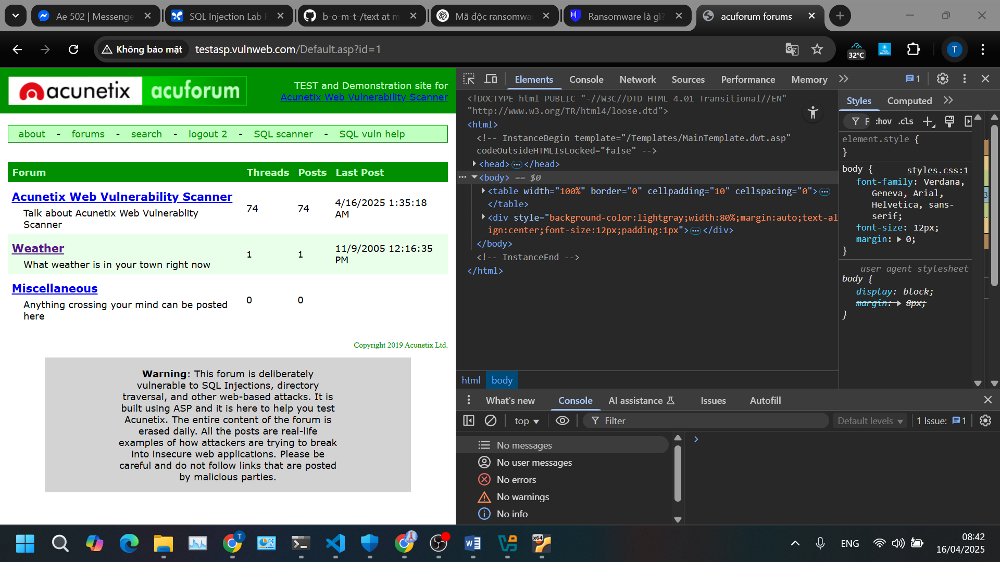 Ae 502 | Messenge
SQL Injection Lab
b-o-m-t-/text at m
Mã độc ransomwa
Ransomware là gì?
acuforum forums
Không bảo mật
testasp.vulnweb.com/Default.asp?id=1
32°C
T
acunetix acuforum
TEST and Demonstration site for
Acunetix Web Vulnerability Scanner
about - forums - search - logout 2 - SQL scanner - SQL vuln help
Forum Threads Posts Last Post
Acunetix Web Vulnerability Scanner
Talk about Acunetix Web Vulnerablity
Scanner
74 74 4/16/2025 1:35:18
AM
Weather
What weather is in your town right now
1 1 11/9/2005 12:16:35
PM
Miscellaneous
Anything crossing your mind can be posted
here
0 0
Copyright 2019 Acunetix Ltd.
Warning: This forum is deliberately
vulnerable to SQL Injections, directory
traversal, and other web-based attacks. It is
built using ASP and it is here to help you test
Acunetix. The entire content of the forum is
erased daily. All the posts are real-life
examples of how attackers are trying to break
into insecure web applications. Please be
careful and do not follow links that are posted
by malicious parties.
Elements Console Network Sources Performance Memory 1
<!DOCTYPE html PUBLIC "-//W3C//DTD HTML 4.01 Transitional//EN"
"http://www.w3.org/TR/html4/loose.dtd">
<html>
<!-- InstanceBegin template="/Templates/MainTemplate.dwt.asp"
codeOutsideHTMLIsLocked="false" -->
<head>…</head>
<body> == $0
<table width="100%" border="0" cellpadding="10" cellspacing="0">…
</table>
<div style="background-color:lightgray;width:80%;margin:auto;text-al
ign:center;font-size:12px;padding:1px">…</div>
</body>
<!-- InstanceEnd -->
</html>
html body
Styles Computed
F :hov .cls
element.style {
}
body { styles.css:1
font-family: Verdana,
Geneva, Arial,
Helvetica, sans-
serif;
font-size: 12px;
margin: 0;
}
user agent stylesheet
body {
display: block;
margin: 8px;
}
3
What's new Console AI assistance Issues Autofill
top Filter Default levels 1 Issue: 1
No messages
No user messages
No errors
No warnings
No info
T
x64
ENG
08:42
16/04/2025